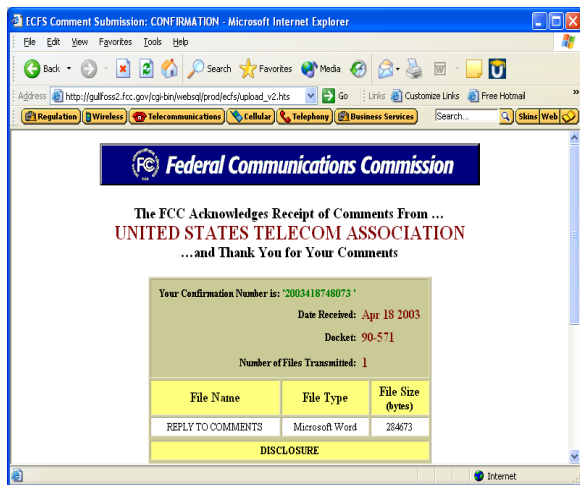 ECFS Comment Submission: CONFIRMATION - Microsoft Internet Explorer
File Edit View Favorites Tools Help
Back Search Favorites Media
Address http://gullfoss2.fcc.gov/cgi-bin/websql/prod/ecfs/upload_v2.hts Go Links Customize Links Free Hotmail »
Regulation Wireless Telecommunications Cellular Telephony Business Services Search... Skins Web
FCC Federal Communications Commission
The FCC Acknowledges Receipt of Comments From ...
UNITED STATES TELECOM ASSOCIATION
...and Thank You for Your Comments
Your Confirmation Number is: '2003418748073 '
Date Received: Apr 18 2003
Docket: 90-571
Number of Files Transmitted: 1
File Name File Type File Size
(bytes)
REPLY TO COMMENTS Microsoft Word 284673
DISCLOSURE
Internet